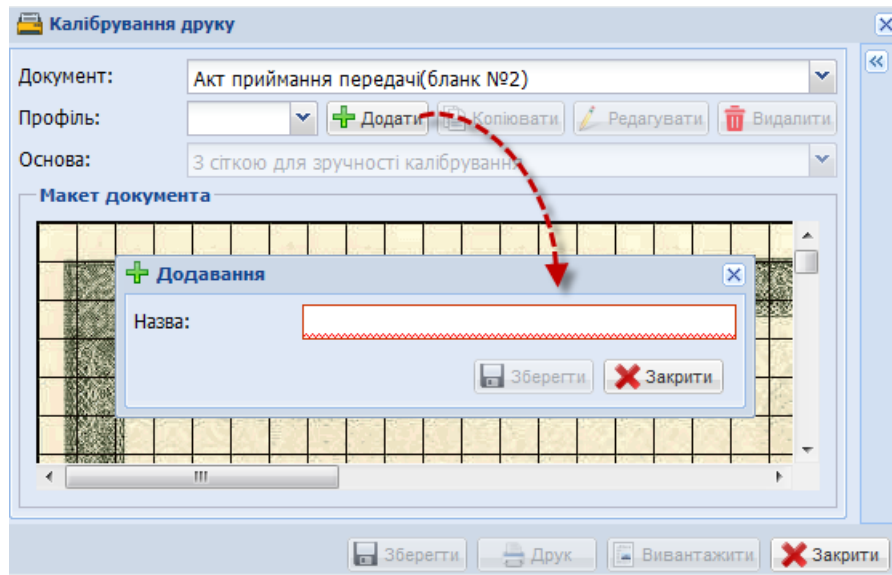 Калібрування друку
Документ: Акт приймання передачі(бланк №2)
Профіль: Додати Копіювати Редагувати Видалити
Основа: З сіткою для зручності калібрування
Макет документа
Додавання
Назва:
Зберегти Закрити
Зберегти Друк Вивантажити Закрити